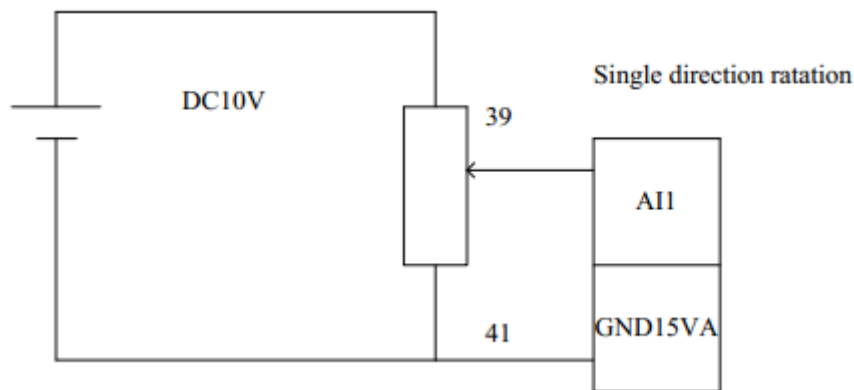 Single direction ratation
DC10V
39
AI1
41
GND15VA